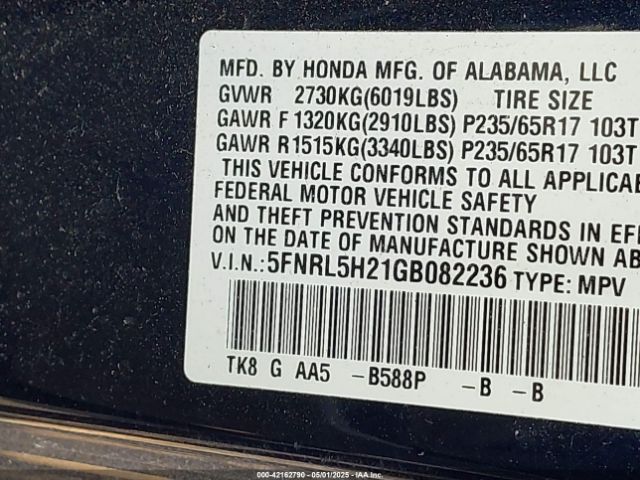 MFD. BY HONDA MFG. OF ALABAMA, LLC
GVWR 2730KG(6019LBS) TIRE SIZE
GAWR F 1320KG(2910LBS) P235/65R17 103T
GAWR R1515KG(3340LBS) P235/65R17 103T
THIS VEHICLE CONFORMS TO ALL APPLICAB
FEDERAL MOTOR VEHICLE SAFETY
AND THEFT PREVENTION STANDARDS IN EFF
ON THE DATE OF MANUFACTURE SHOWN AB
V.I.N.: 5FNRL5H21GB082236 TYPE: MPV
TK8 G AA5 -B588P -B -B
000-42162790 - 05/01/2025 - IAAI.COM